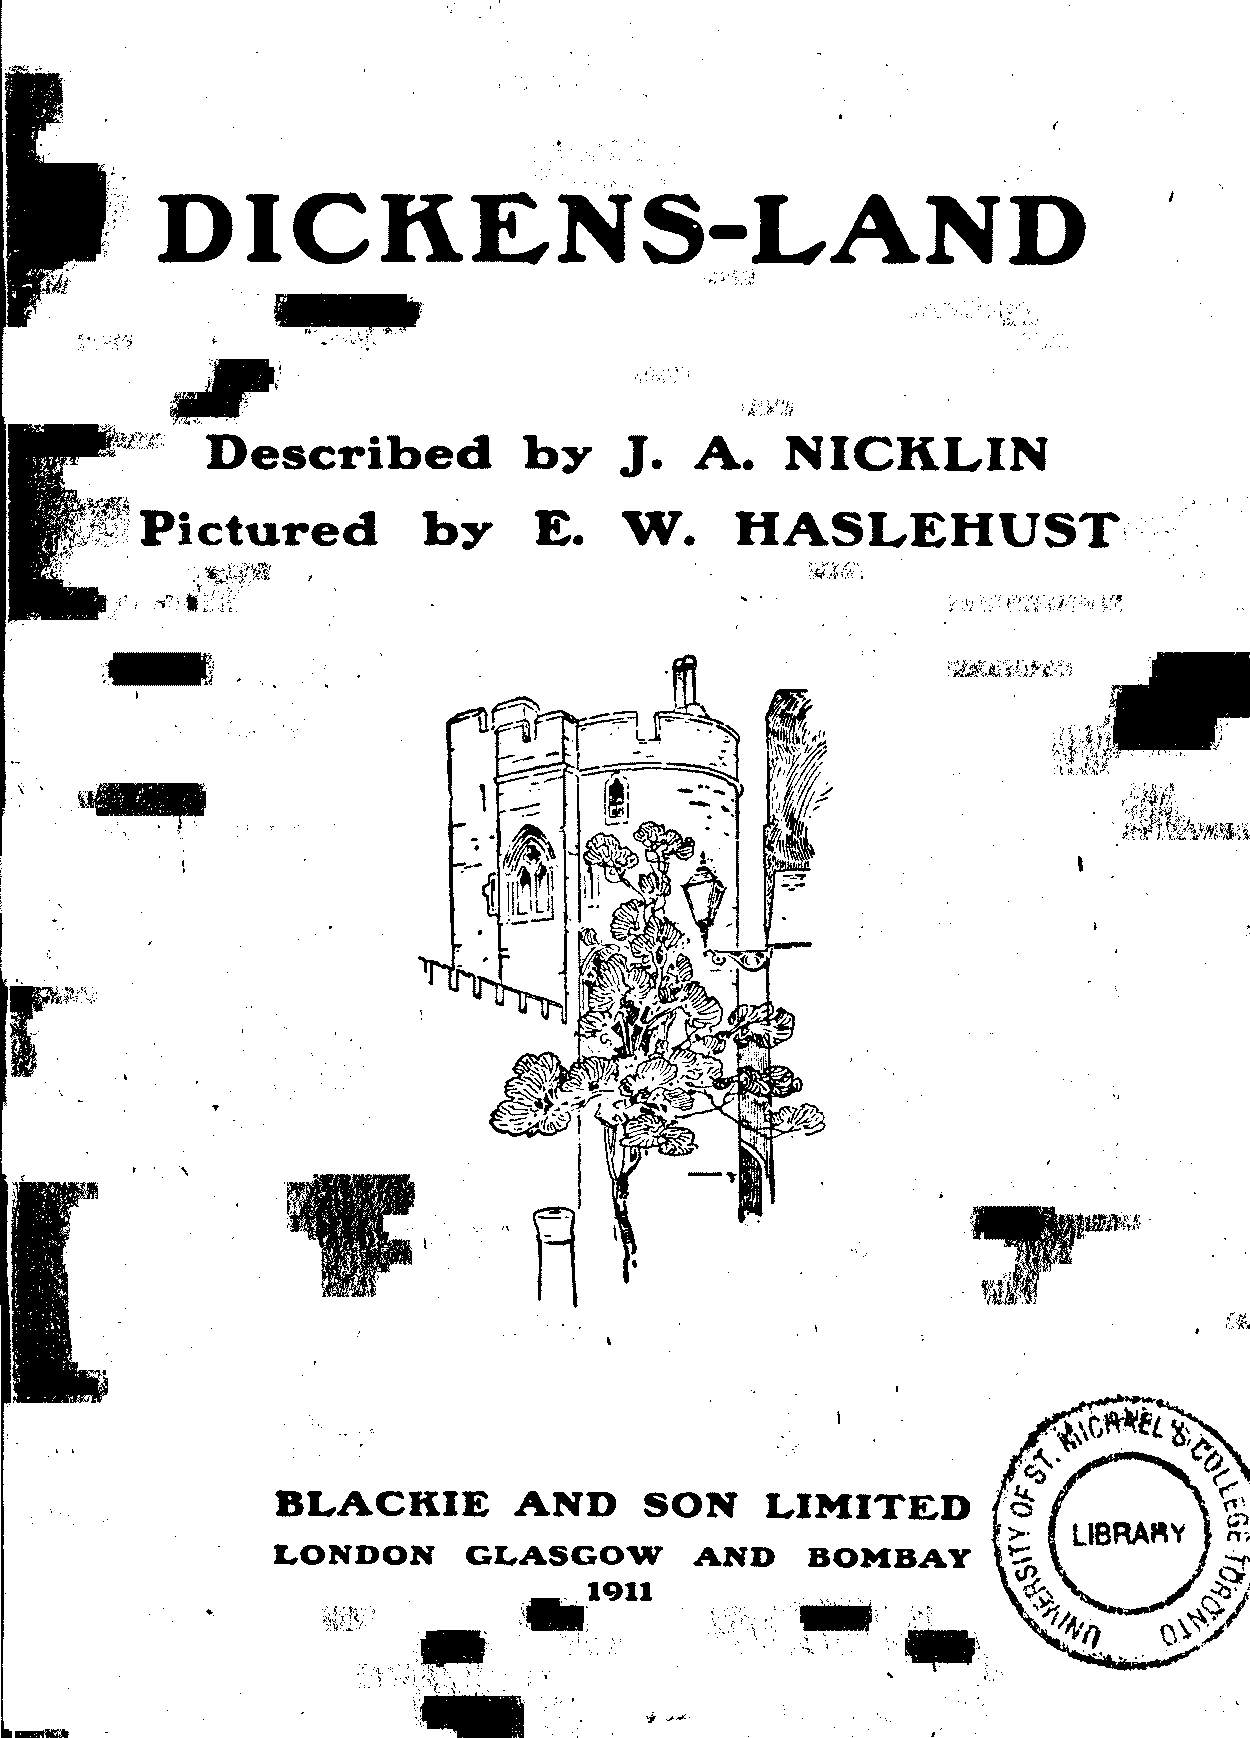 DICKENS-LAND
Described by J. A. NICKLIN
Pictured by E. W. HASLEHUST
BLACKIE AND SON LIMITED
LONDON GLASGOW AND BOMBAY
1911
UNIVERSITY OF ST. MICHAEL'S COLLEGE TORONTO
LIBRARY